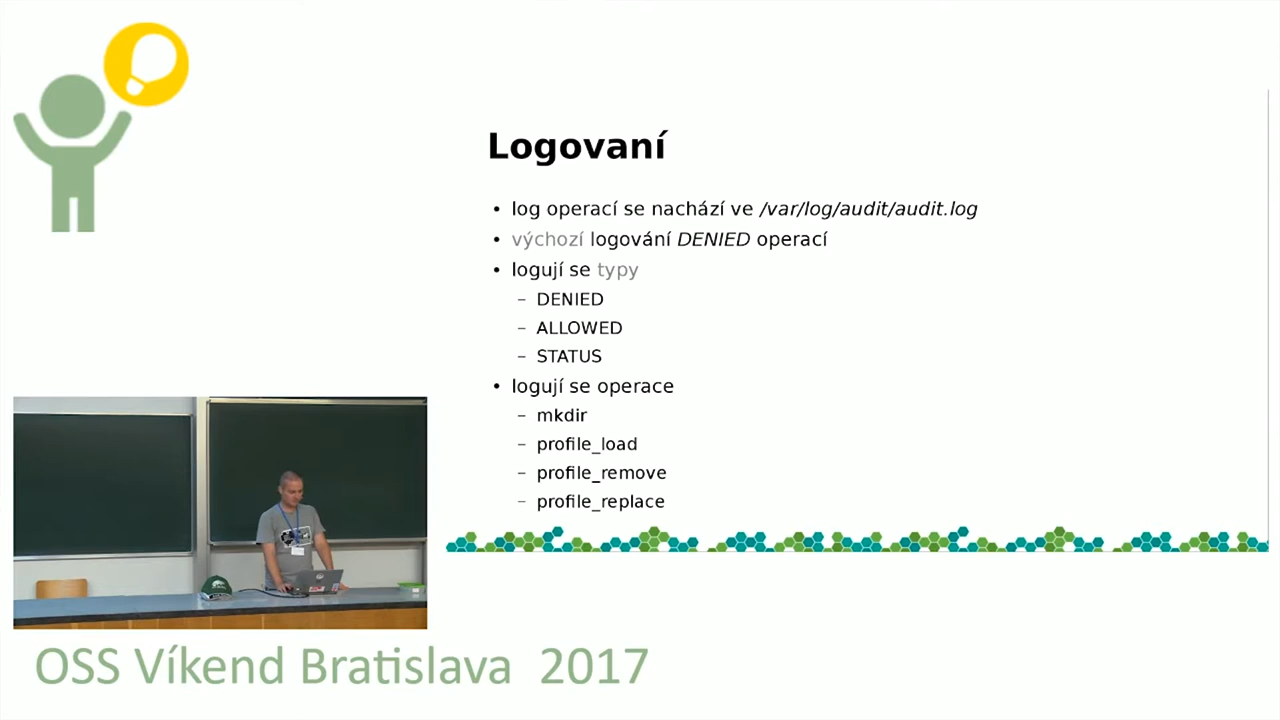 Logovaní
• log operací se nachází ve /var/log/audit/audit.log
• výchozí logování DENIED operací
• logují se typy
– DENIED
– ALLOWED
– STATUS
• logují se operace
– mkdir
– profile_load
– profile_remove
– profile_replace
OSS Víkend Bratislava 2017